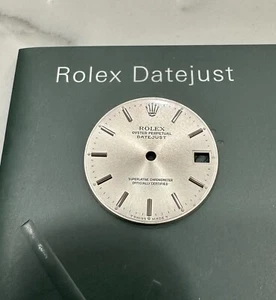 Rolex Datejust
ROLEX
OYSTER PERPETUAL
DATEJUST
SUPERLATIVE CHRONOMETER
OFFICIALLY CERTIFIED